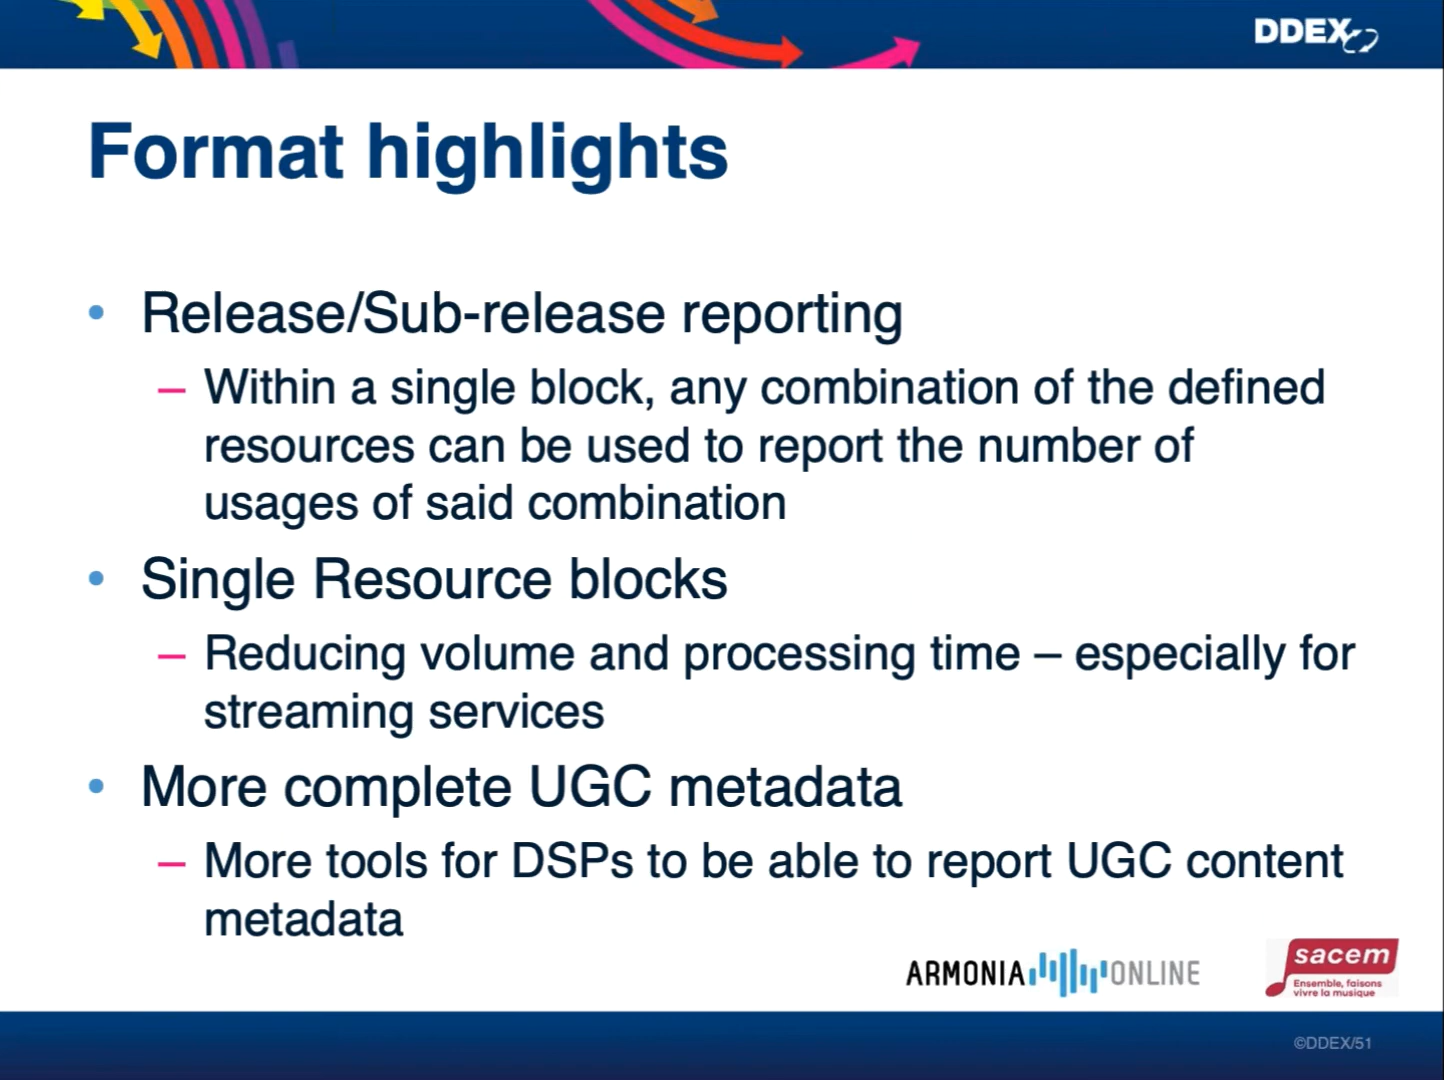 DDEX
Format highlights
• Release/Sub-release reporting
– Within a single block, any combination of the defined
resources can be used to report the number of
usages of said combination
• Single Resource blocks
– Reducing volume and processing time – especially for
streaming services
• More complete UGC metadata
– More tools for DSPs to be able to report UGC content
metadata
ARMONIA ONLINE
sacem
Ensemble, faisons
vivre la musique
©DDEX/51